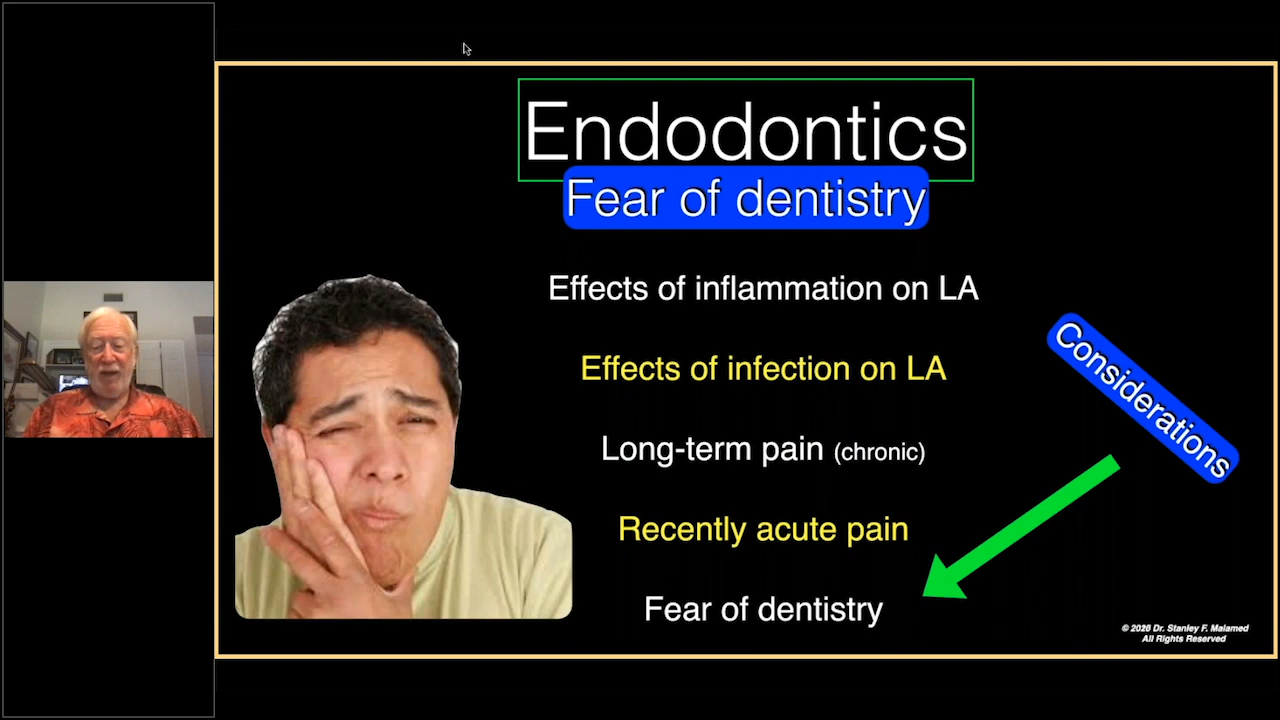 Endodontics
Fear of dentistry
Effects of inflammation on LA
Effects of infection on LA
Long-term pain (chronic)
Recently acute pain
Fear of dentistry
Considerations
© 2020 Dr. Stanley F. Malamed
All Rights Reserved